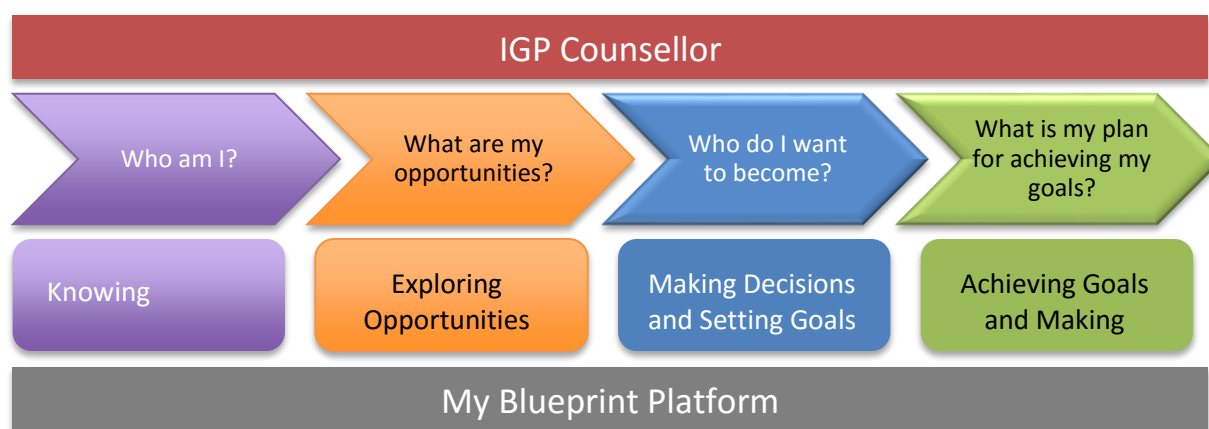 IGP Counsellor
Who am I?
What are my
opportunities?
Who do I want
to become?
What is my plan
for achieving my
goals?
Knowing
Exploring
Opportunities
Making Decisions
and Setting Goals
Achieving Goals
and Making
My Blueprint Platform